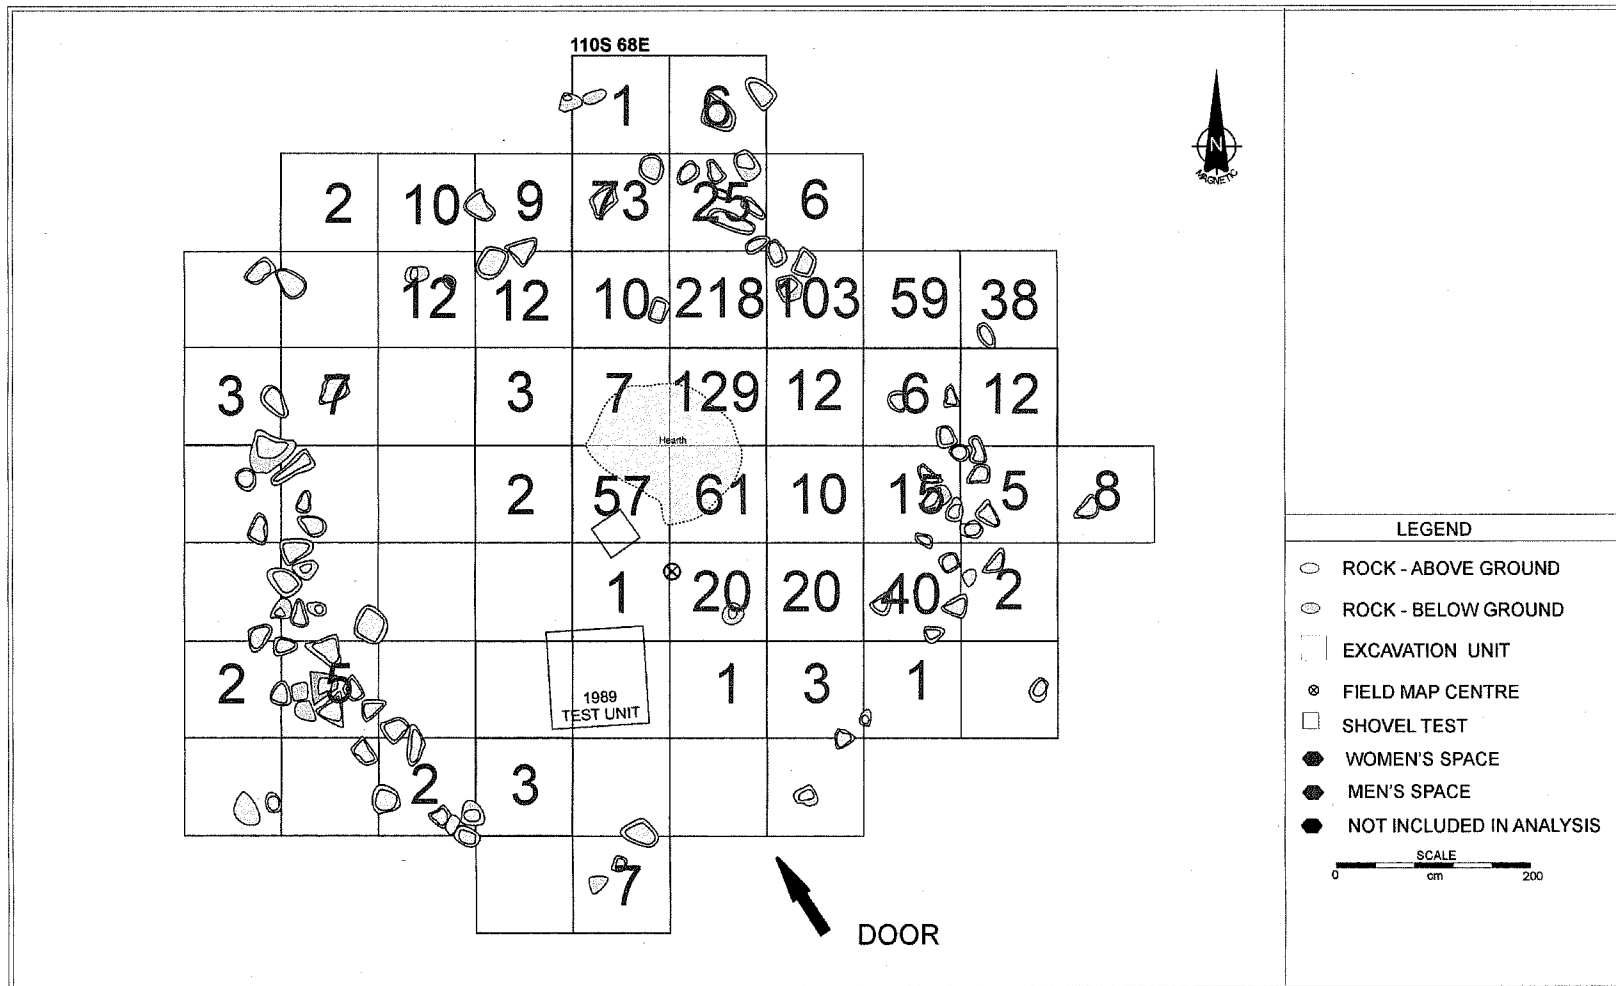 110S 68E
1 6
2 10 9 73 25 6
12 12 10 218 103 59 38
3 7 3 7 129 12 6 12
Hearth
2 57 61 10 15 5 8
1 20 20 40 2
2 5 1 3 1
1989
TEST UNIT
2 3
7
DOOR
N
MAGNETIC
LEGEND
ROCK - ABOVE GROUND
ROCK - BELOW GROUND
EXCAVATION UNIT
FIELD MAP CENTRE
SHOVEL TEST
WOMEN'S SPACE
MEN'S SPACE
NOT INCLUDED IN ANALYSIS
SCALE
0 cm 200